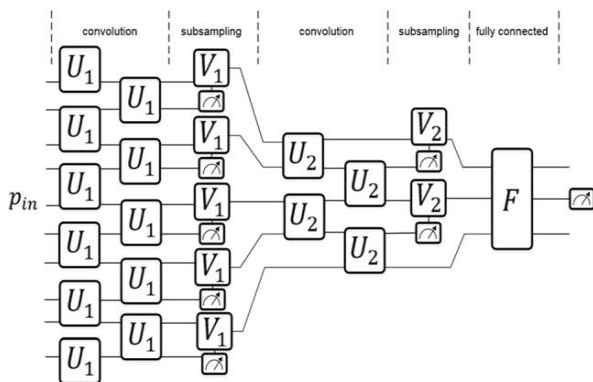 convolution subsampling convolution subsampling fully connected
U₁ V₁
U₁
U₁ V₁ V₂
U₁ U₂
p_in U₁ V₁ U₂ V₂ F
U₁ U₂
U₁ U₂
U₁ V₁
U₁
U₁ V₁
U₁